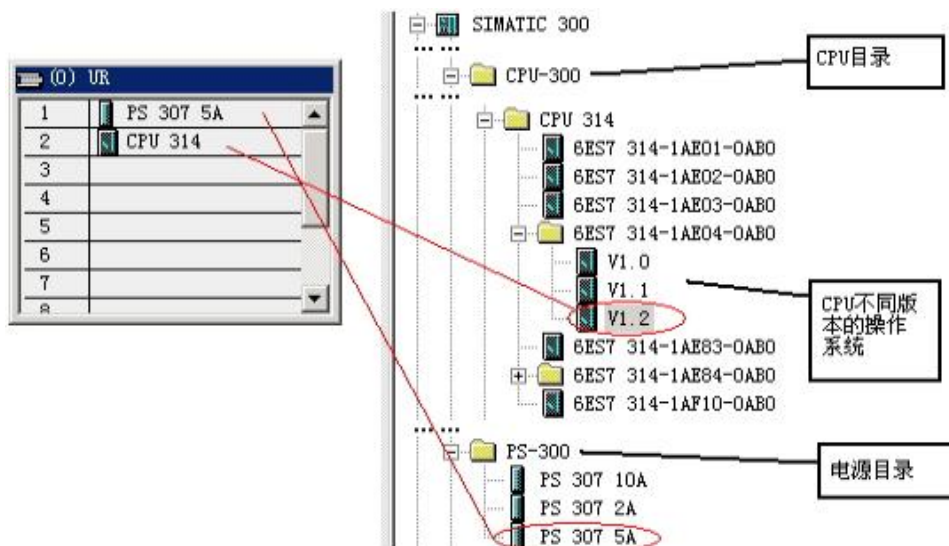 (0) UR
1 PS 307 5A
2 CPU 314
3
4
5
6
7
8
SIMATIC 300
CPU-300
CPU 314
6ES7 314-1AE01-0AB0
6ES7 314-1AE02-0AB0
6ES7 314-1AE03-0AB0
6ES7 314-1AE04-0AB0
V1.0
V1.1
V1.2
6ES7 314-1AE83-0AB0
6ES7 314-1AE84-0AB0
6ES7 314-1AF10-0AB0
PS-300
PS 307 10A
PS 307 2A
PS 307 5A
CPU目录
CPU不同版
本的操作
系统
电源目录